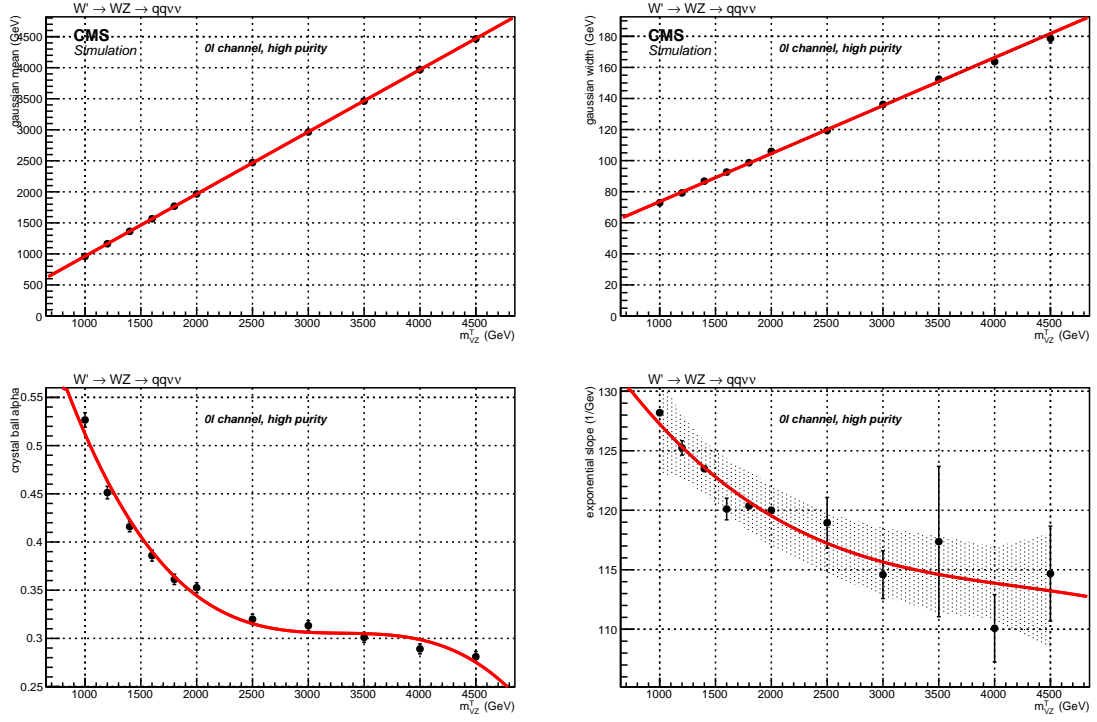 W' → WZ → qqνν
gaussian mean (GeV)
CMS
Simulation
0l channel, high purity
4500
4000
3500
3000
2500
2000
1500
1000
500
0
1000 1500 2000 2500 3000 3500 4000 4500
m^T_VZ (GeV)
W' → WZ → qqνν
gaussian width (GeV)
CMS
Simulation
0l channel, high purity
180
160
140
120
100
80
60
40
20
0
1000 1500 2000 2500 3000 3500 4000 4500
m^T_VZ (GeV)
W' → WZ → qqνν
crystal ball alpha
0l channel, high purity
0.55
0.5
0.45
0.4
0.35
0.3
0.25
1000 1500 2000 2500 3000 3500 4000 4500
m^T_VZ (GeV)
W' → WZ → qqνν
exponential slope (1/Gev)
0l channel, high purity
130
125
120
115
110
1000 1500 2000 2500 3000 3500 4000 4500
m^T_VZ (GeV)